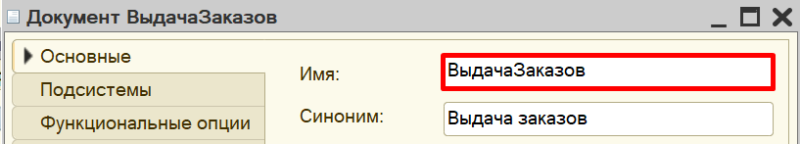 Документ ВыдачаЗаказов
Основные
Имя: ВыдачаЗаказов
Подсистемы
Синоним: Выдача заказов
Функциональные опции